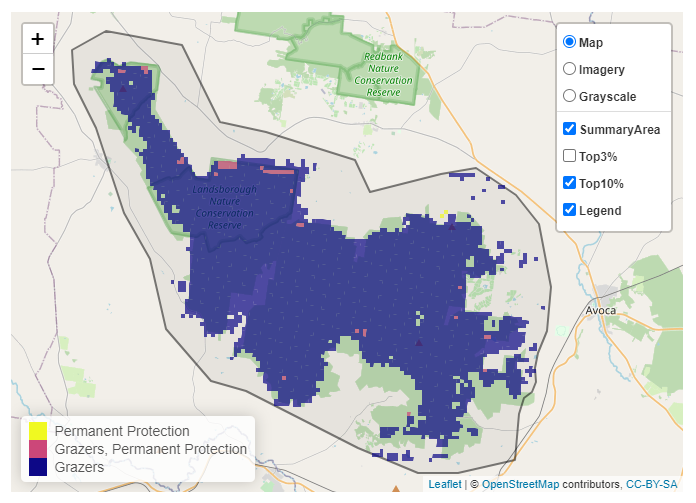 +
−
Redbank
Nature
Conservation
Reserve
Map
Imagery
Grayscale
SummaryArea
Top3%
Top10%
Legend
Landsborough
Nature
Conservation
Reserve
Avoca
Permanent Protection
Grazers, Permanent Protection
Grazers
Leaflet | © OpenStreetMap contributors, CC-BY-SA